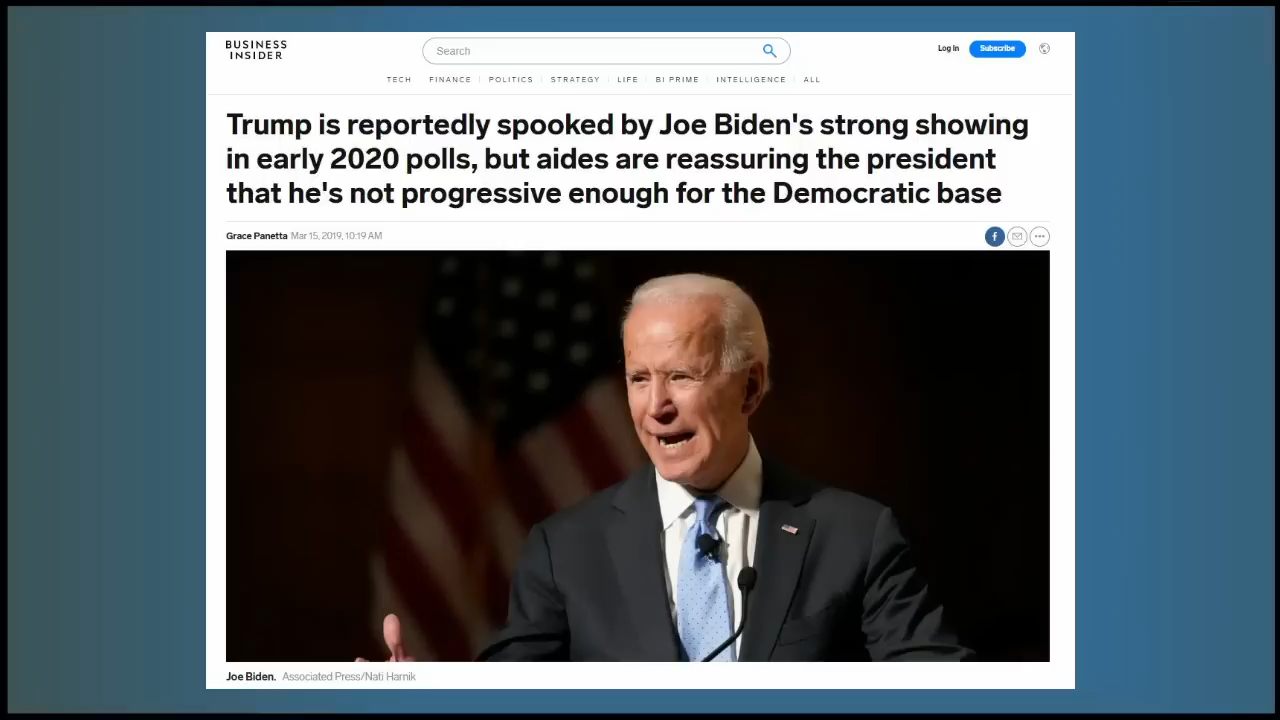 BUSINESS
INSIDER
Search
Log In
Subscribe
TECH
FINANCE
POLITICS
STRATEGY
LIFE
BI PRIME
INTELLIGENCE
ALL
Trump is reportedly spooked by Joe Biden's strong showing
in early 2020 polls, but aides are reassuring the president
that he's not progressive enough for the Democratic base
Grace Panetta Mar 15, 2019, 10:19 AM
f
Joe Biden. Associated Press/Nati Harnik